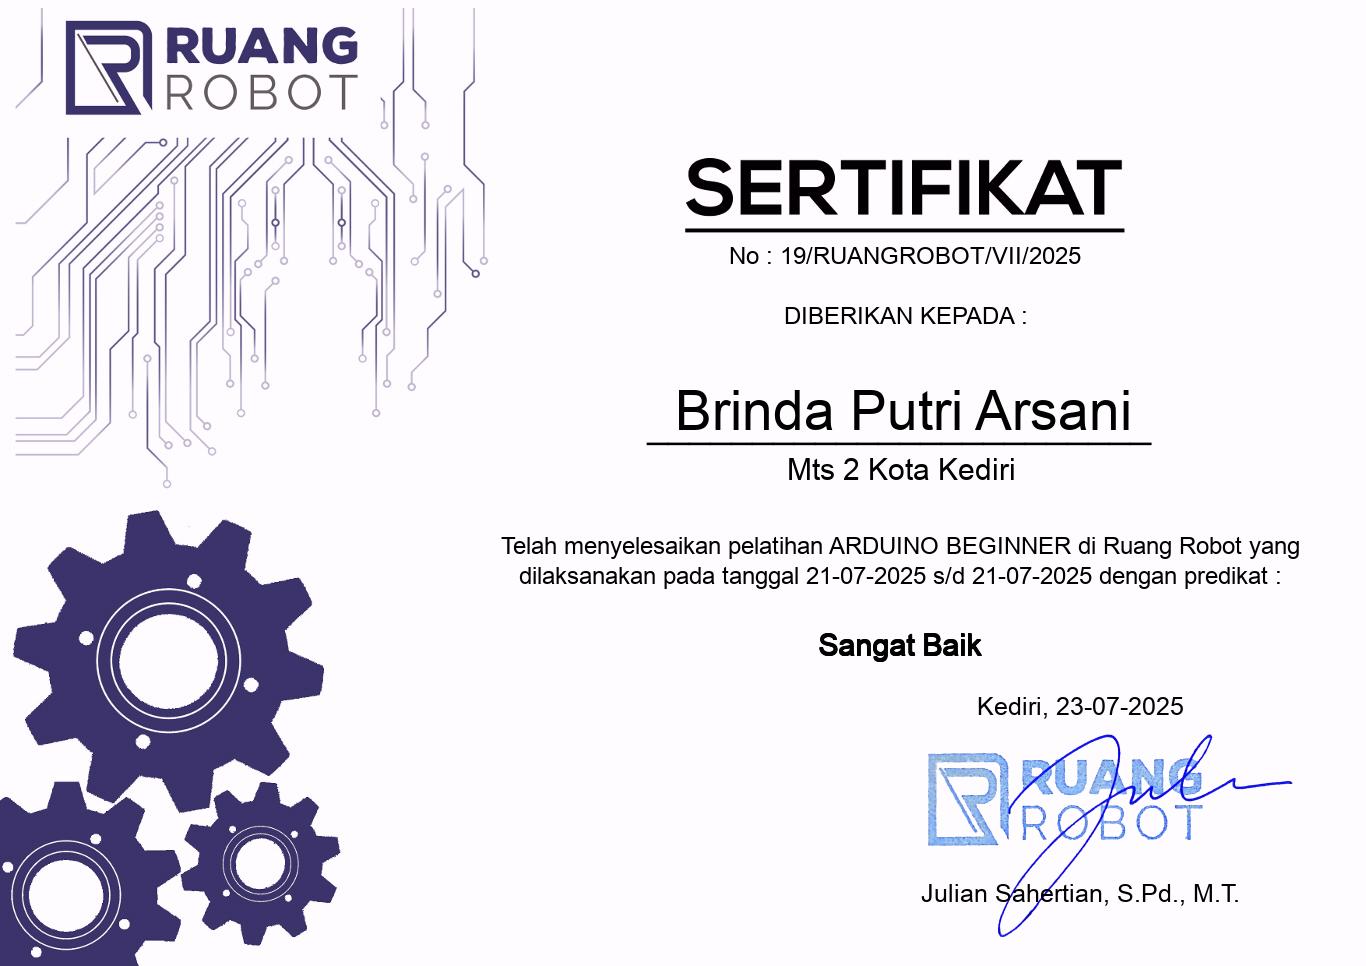 RUANG
ROBOT
SERTIFIKAT
No : 19/RUANGROBOT/VII/2025
DIBERIKAN KEPADA :
Brinda Putri Arsani
Mts 2 Kota Kediri
Telah menyelesaikan pelatihan ARDUINO BEGINNER di Ruang Robot yang
dilaksanakan pada tanggal 21-07-2025 s/d 21-07-2025 dengan predikat :
Sangat Baik
Kediri, 23-07-2025
RUANG
ROBOT
Julian Sahertian, S.Pd., M.T.